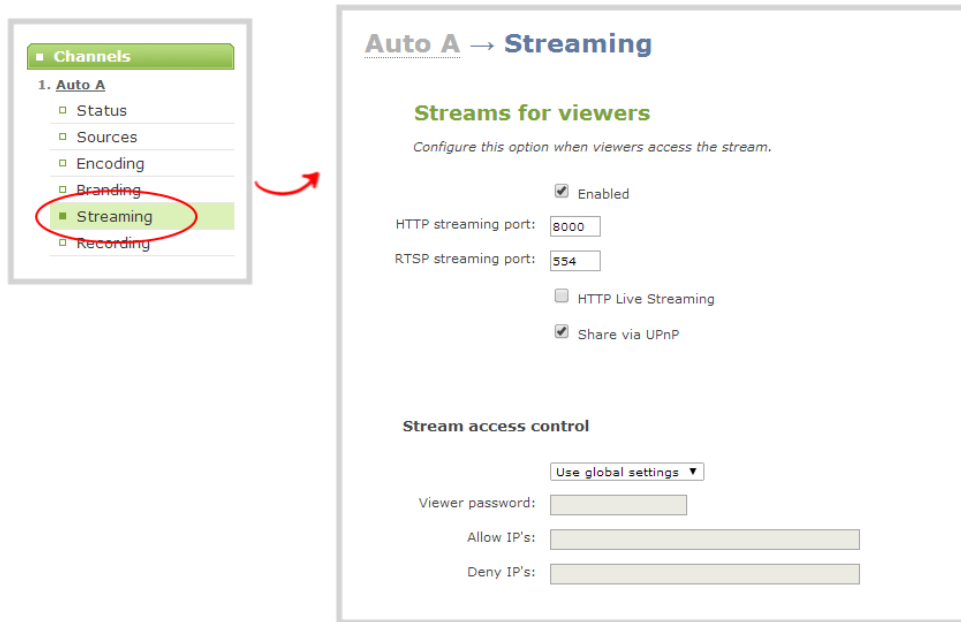 Channels
1. Auto A
Status
Sources
Encoding
Branding
Streaming
Recording
Auto A → Streaming
Streams for viewers
Configure this option when viewers access the stream.
Enabled
HTTP streaming port: 8000
RTSP streaming port: 554
HTTP Live Streaming
Share via UPnP
Stream access control
Use global settings
Viewer password:
Allow IP's:
Deny IP's: